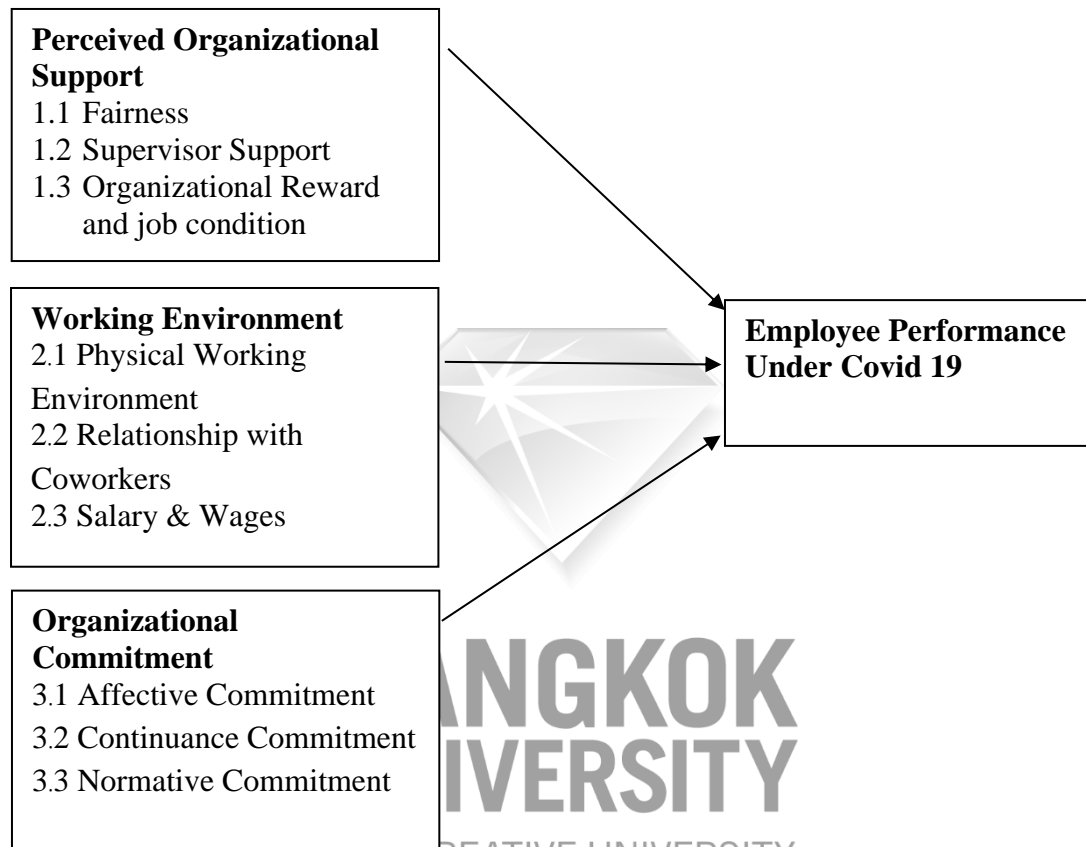 Perceived Organizational
Support
1.1 Fairness
1.2 Supervisor Support
1.3 Organizational Reward
and job condition
Working Environment
2.1 Physical Working
Environment
2.2 Relationship with
Coworkers
2.3 Salary & Wages
Organizational
Commitment
3.1 Affective Commitment
3.2 Continuance Commitment
3.3 Normative Commitment
Employee Performance
Under Covid 19
ANGKOK
IVERSITY
UNIVERSITY